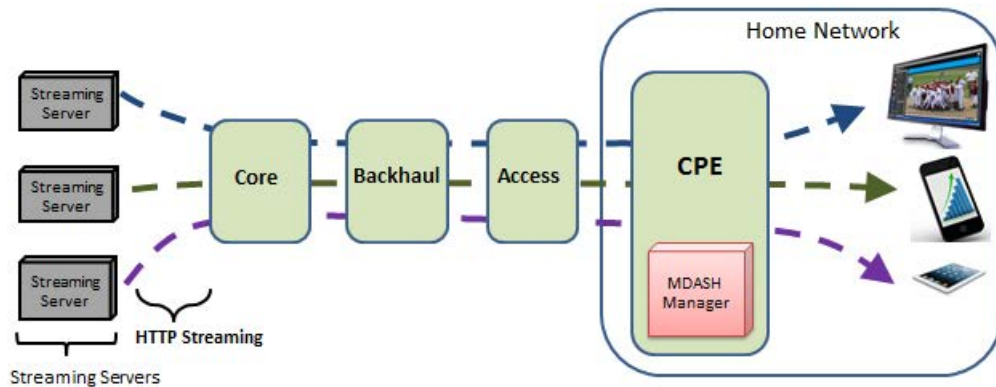 Home Network
Streaming
Server
Streaming
Server
Streaming
Server
Core
Backhaul
Access
CPE
MDASH
Manager
HTTP Streaming
Streaming Servers